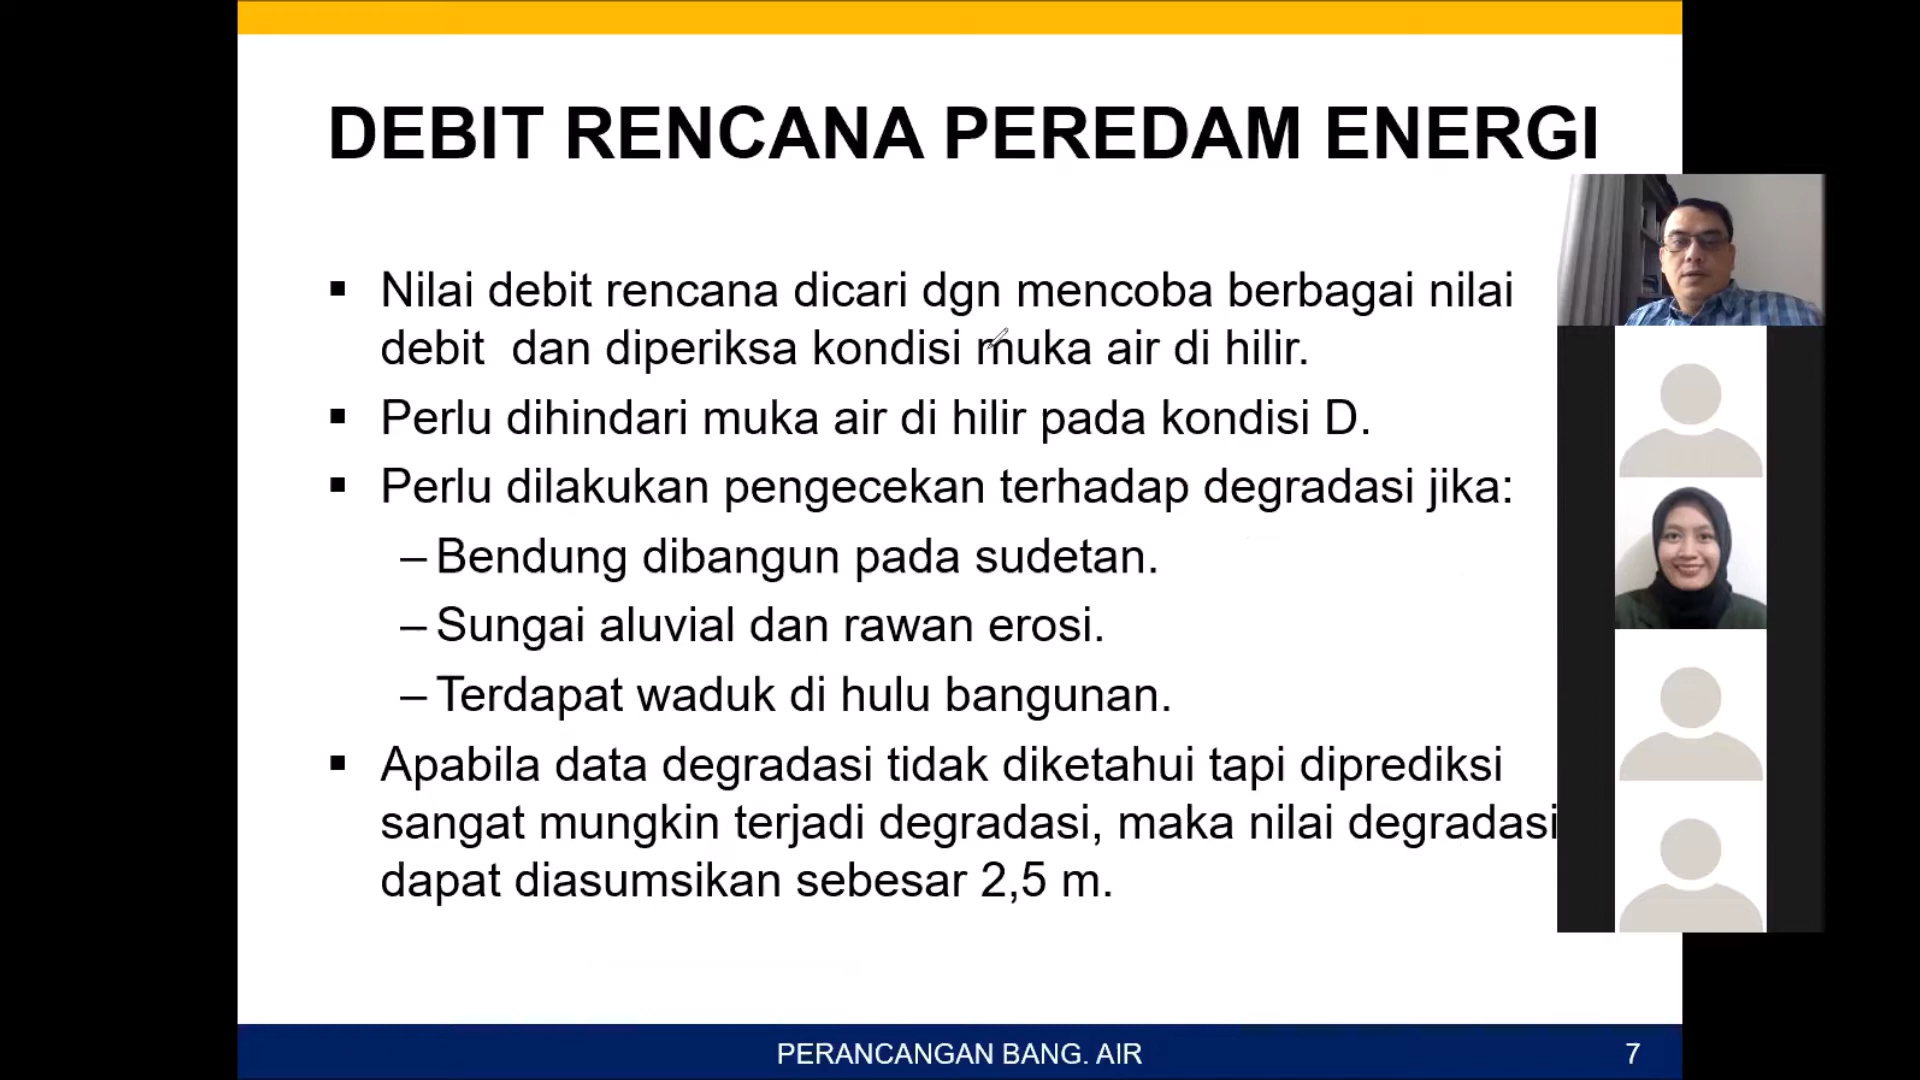 DEBIT RENCANA PEREDAM ENERGI
▪ Nilai debit rencana dicari dgn mencoba berbagai nilai
debit dan diperiksa kondisi muka air di hilir.
▪ Perlu dihindari muka air di hilir pada kondisi D.
▪ Perlu dilakukan pengecekan terhadap degradasi jika:
– Bendung dibangun pada sudetan.
– Sungai aluvial dan rawan erosi.
– Terdapat waduk di hulu bangunan.
▪ Apabila data degradasi tidak diketahui tapi diprediksi
sangat mungkin terjadi degradasi, maka nilai degradasi
dapat diasumsikan sebesar 2,5 m.
PERANCANGAN BANG. AIR
7